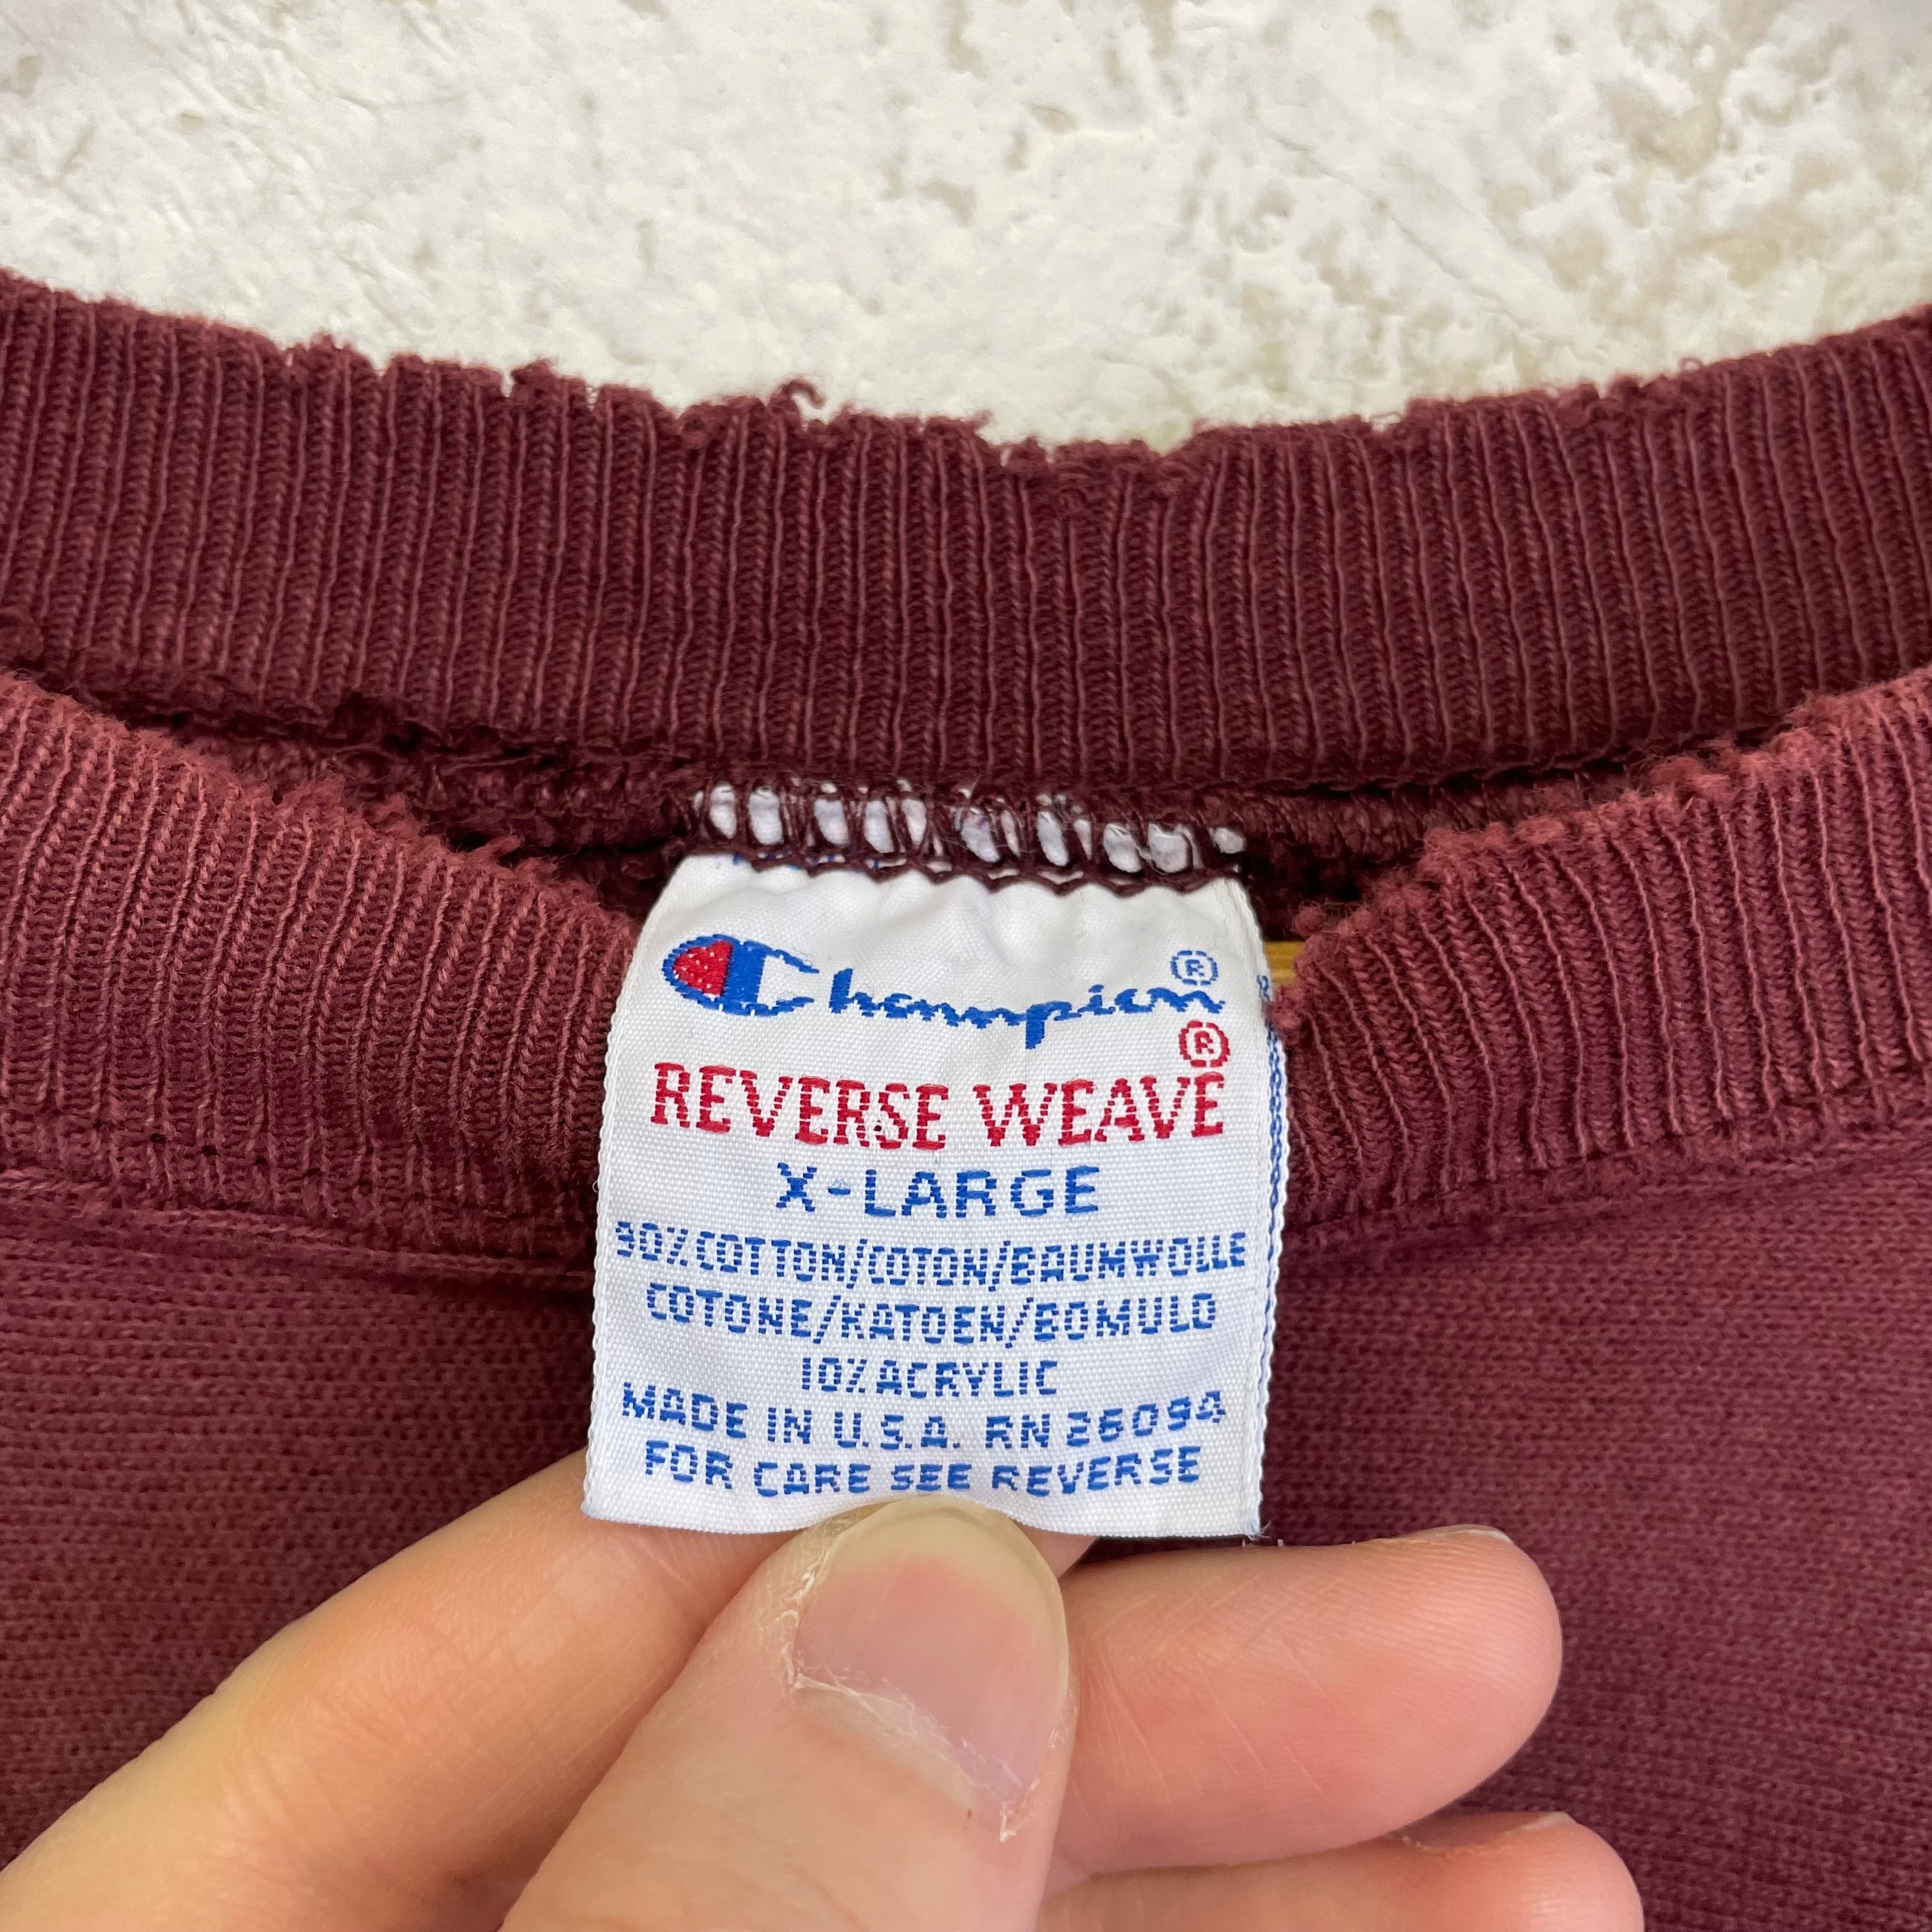 Champion®
REVERSE WEAVE®
X-LARGE
90% COTTON/COTON/BAUMWOLLE
COTONE/KATOEN/BOMULD
10% ACRYLIC
MADE IN U.S.A. RN 26094
FOR CARE SEE REVERSE